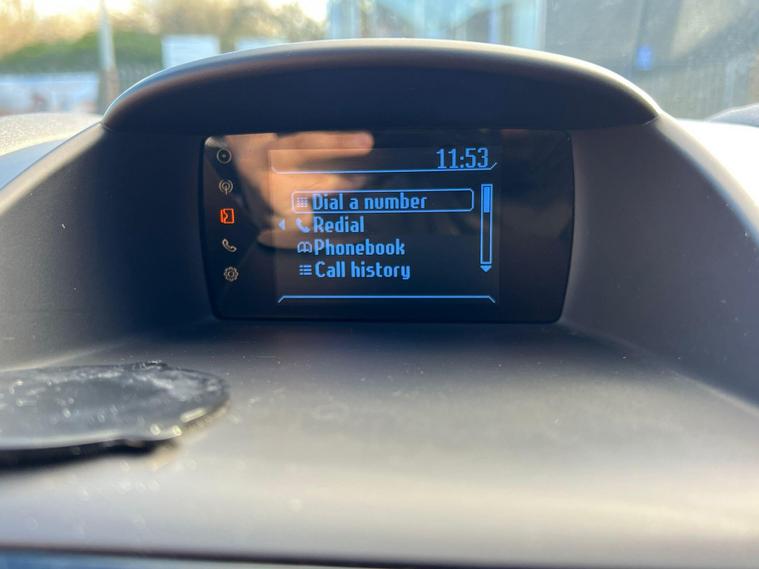 11:53
Dial a number
Redial
Phonebook
Call history